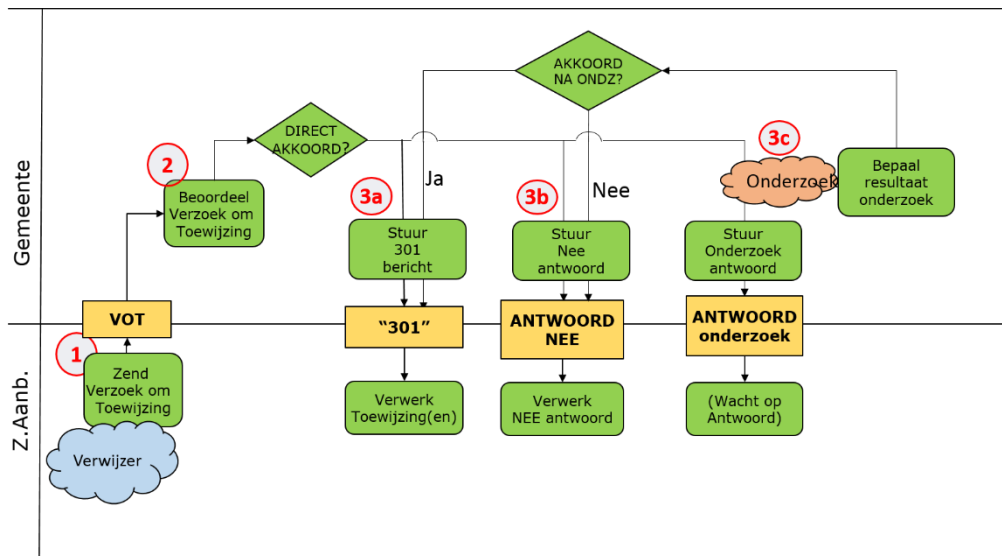 Gemeente
Z.Aanb.
AKKOORD
NA ONDZ?
DIRECT
AKKOORD?
2
Beoordeel
Verzoek om
Toewijzing
3a
Ja
3b
Nee
3c
Onderzoek
Bepaal
resultaat
onderzoek
Stuur
301
bericht
Stuur
Nee
antwoord
Stuur
Onderzoek
antwoord
VOT
“301”
ANTWOORD
NEE
ANTWOORD
onderzoek
1
Zend
Verzoek om
Toewijzing
Verwerk
Toewijzing(en)
Verwerk
NEE antwoord
(Wacht op
Antwoord)
Verwijzer